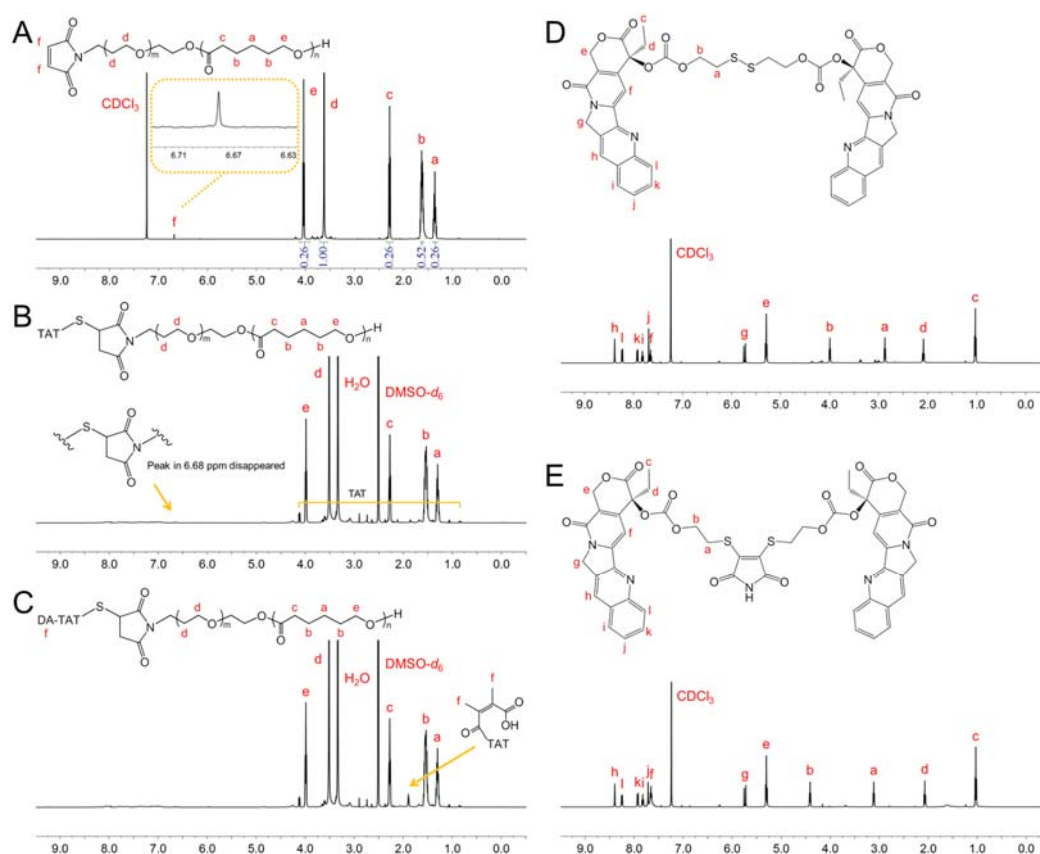 A
f
f
O
O
N
d
d
O
m
O
O
c
b
a
b
e
O
n
H
CDCl3
6.71
6.67
6.63
f
e
d
c
b
a
0.26
1.00
0.26
0.52
0.26
9.0 8.0 7.0 6.0 5.0 4.0 3.0 2.0 1.0 0.0
B
TAT
S
O
O
N
d
d
O
m
O
O
c
b
a
b
e
O
n
H
S
O
O
N
Peak in 6.68 ppm disappeared
e
d
H2O
DMSO-d6
c
b
a
TAT
9.0 8.0 7.0 6.0 5.0 4.0 3.0 2.0 1.0 0.0
C
DA-TAT
f
S
O
O
N
d
d
O
m
O
O
c
b
a
b
e
O
n
H
e
d
H2O
DMSO-d6
c
b
a
f
f
O
OH
O
TAT
9.0 8.0 7.0 6.0 5.0 4.0 3.0 2.0 1.0 0.0
D
c
O
O
e
d
O
O
O
O
b
a
S
S
O
O
O
O
O
O
O
N
f
g
N
h
i
j
k
l
O
N
N
CDCl3
h
l
k
i
j
f
g
e
b
a
d
c
9.0 8.0 7.0 6.0 5.0 4.0 3.0 2.0 1.0 0.0
E
c
O
O
e
d
O
O
O
O
b
a
S
S
O
O
NH
O
O
O
O
O
O
O
N
f
g
N
h
i
j
k
l
O
N
N
CDCl3
h
l
k
i
j
f
g
e
b
a
d
c
9.0 8.0 7.0 6.0 5.0 4.0 3.0 2.0 1.0 0.0